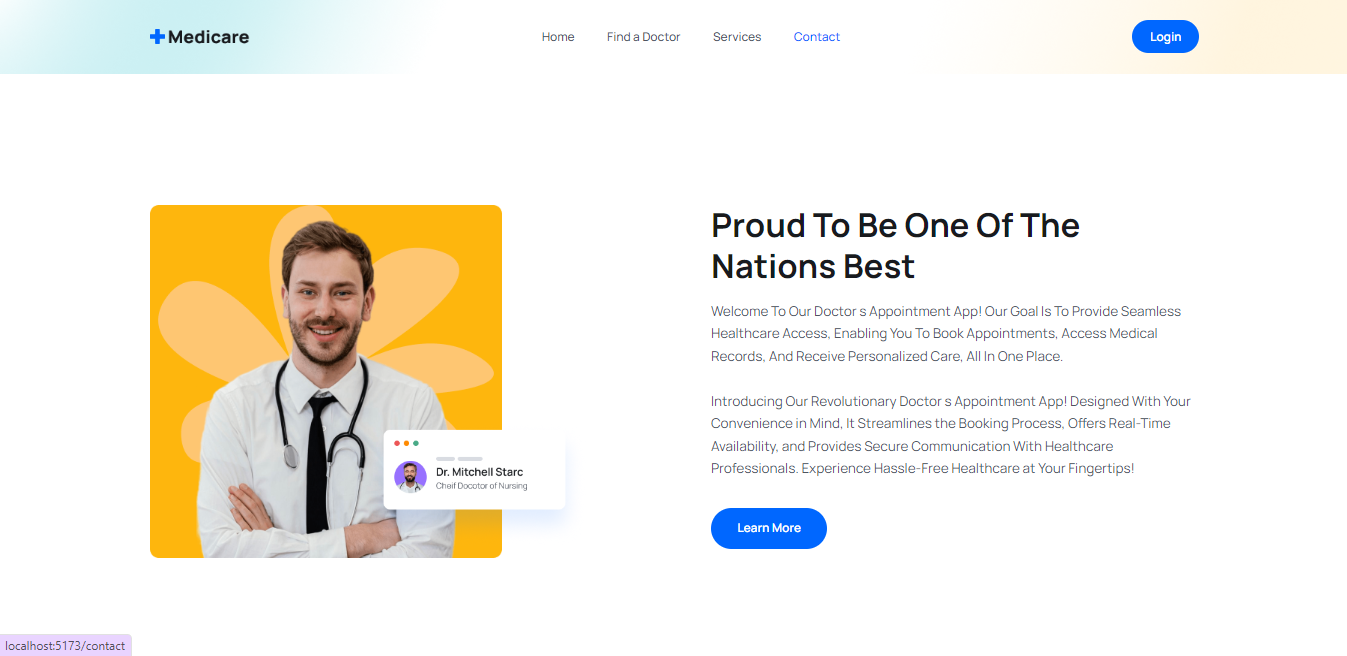 Medicare
Home Find a Doctor Services Contact
Login
Proud To Be One Of The
Nations Best
Welcome To Our Doctor s Appointment App! Our Goal Is To Provide Seamless
Healthcare Access, Enabling You To Book Appointments, Access Medical
Records, And Receive Personalized Care, All In One Place.
Introducing Our Revolutionary Doctor s Appointment App! Designed With Your
Convenience in Mind, It Streamlines the Booking Process, Offers Real-Time
Availability, and Provides Secure Communication With Healthcare
Professionals. Experience Hassle-Free Healthcare at Your Fingertips!
Learn More
Dr. Mitchell Starc
Cheif Docotor of Nursing
localhost:5173/contact